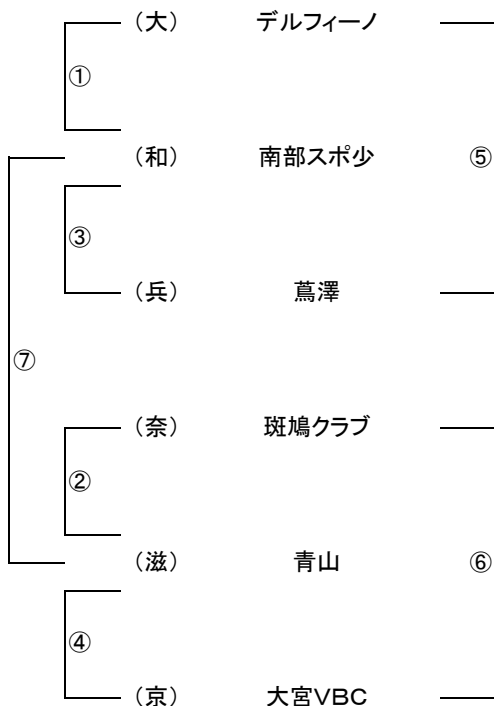 （大） デルフィーノ
①
（和） 南部スポ少 ⑤
③
（兵） 蔦澤
⑦
（奈） 斑鳩クラブ
②
（滋） 青山 ⑥
④
（京） 大宮VBC